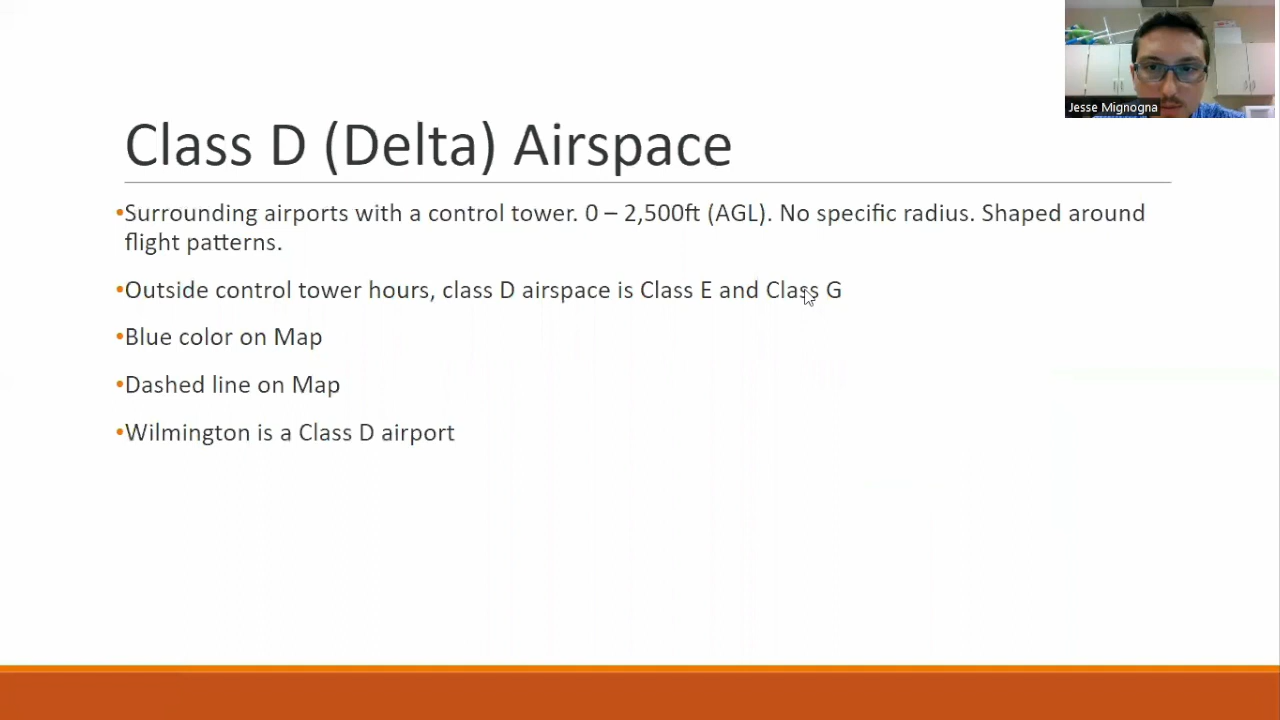 Jesse Mignogna
Class D (Delta) Airspace
•Surrounding airports with a control tower. 0 – 2,500ft (AGL). No specific radius. Shaped around
flight patterns.
•Outside control tower hours, class D airspace is Class E and Class G
•Blue color on Map
•Dashed line on Map
•Wilmington is a Class D airport